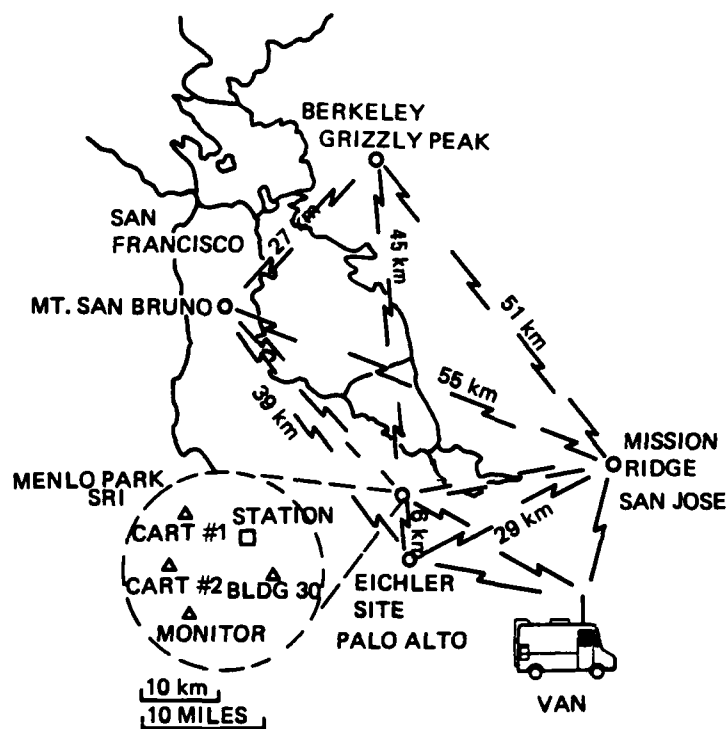 BERKELEY
GRIZZLY PEAK
SAN
FRANCISCO
27 km
45 km
51 km
MT. SAN BRUNO
39 km
55 km
MISSION
RIDGE
SAN JOSE
MENLO PARK
SRI
CART #1
STATION
CART #2
BLDG 30
MONITOR
6 km
29 km
EICHLER
SITE
PALO ALTO
VAN
10 km
10 MILES